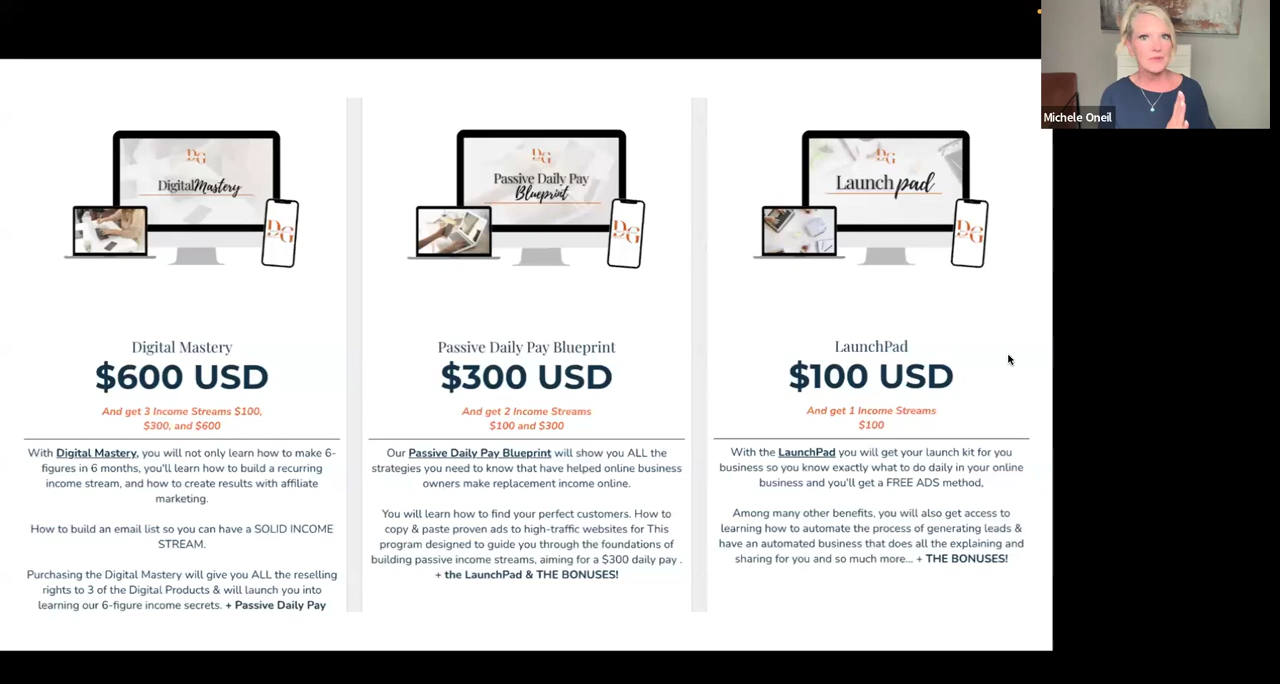 Michele Oneil
DG
DigitalMastery
DG
Digital Mastery
$600 USD
And get 3 Income Streams $100,
$300, and $600
With Digital Mastery, you will not only learn how to make 6-
figures in 6 months, you'll learn how to build a recurring
income stream, and how to create results with affiliate
marketing.
How to build an email list so you can have a SOLID INCOME
STREAM.
Purchasing the Digital Mastery will give you ALL the reselling
rights to 3 of the Digital Products & will launch you into
learning our 6-figure income secrets. + Passive Daily Pay
DG
Passive Daily Pay
Blueprint
DG
Passive Daily Pay Blueprint
$300 USD
And get 2 Income Streams
$100 and $300
Our Passive Daily Pay Blueprint will show you ALL the
strategies you need to know that have helped online business
owners make replacement income online.
You will learn how to find your perfect customers. How to
copy & paste proven ads to high-traffic websites for This
program designed to guide you through the foundations of
building passive income streams, aiming for a $300 daily pay .
+ the LaunchPad & THE BONUSES!
DG
Launch pad
DG
LaunchPad
$100 USD
And get 1 Income Streams
$100
With the LaunchPad you will get your launch kit for you
business so you know exactly what to do daily in your online
business and you'll get a FREE ADS method,
Among many other benefits, you will also get access to
learning how to automate the process of generating leads &
have an automated business that does all the explaining and
sharing for you and so much more... + THE BONUSES!